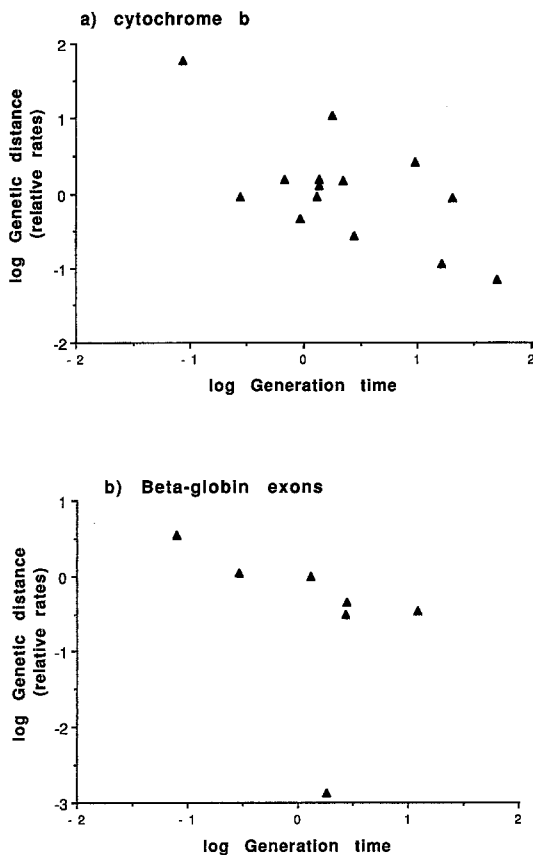 a) cytochrome b
2
1
0
-1
-2
log Genetic distance
(relative rates)
-2 -1 0 1 2
log Generation time
b) Beta-globin exons
1
0
-1
-2
-3
log Genetic distance
(relative rates)
-2 -1 0 1 2
log Generation time